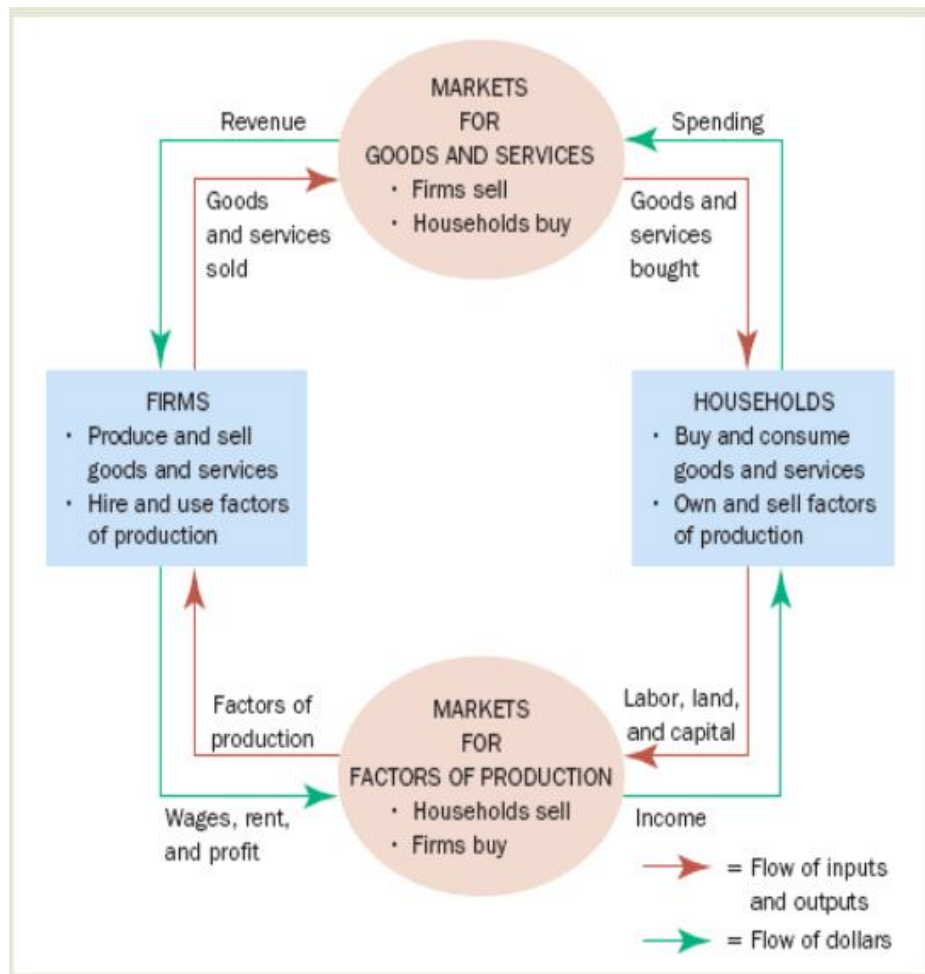 MARKETS
FOR
GOODS AND SERVICES
· Firms sell
· Households buy
Revenue
Spending
Goods
and services
sold
Goods and
services
bought
FIRMS
· Produce and sell
goods and services
· Hire and use factors
of production
HOUSEHOLDS
· Buy and consume
goods and services
· Own and sell factors
of production
Factors of
production
MARKETS
FOR
FACTORS OF PRODUCTION
· Households sell
· Firms buy
Labor, land,
and capital
Wages, rent,
and profit
Income
= Flow of inputs
and outputs
= Flow of dollars